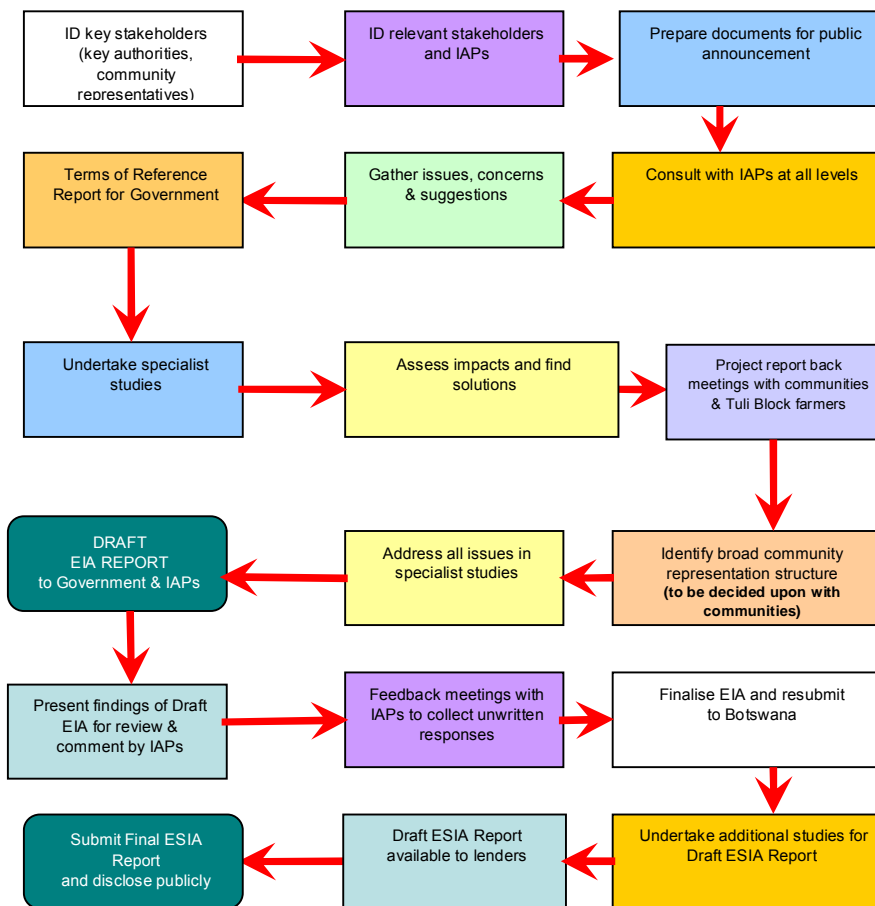 ID key stakeholders
(key authorities,
community
representatives)
ID relevant stakeholders
and IAPs
Prepare documents for public
announcement
Consult with IAPs at all levels
Gather issues, concerns
& suggestions
Terms of Reference
Report for Government
Undertake specialist
studies
Assess impacts and find
solutions
Project report back
meetings with communities
& Tuli Block farmers
Identify broad community
representation structure
(to be decided upon with
communities)
Address all issues in
specialist studies
DRAFT
EIA REPORT
to Government & IAPs
Present findings of Draft
EIA for review &
comment by IAPs
Feedback meetings with
IAPs to collect unwritten
responses
Finalise EIA and resubmit
to Botswana
Undertake additional studies for
Draft ESIA Report
Draft ESIA Report
available to lenders
Submit Final ESIA
Report
and disclose publicly